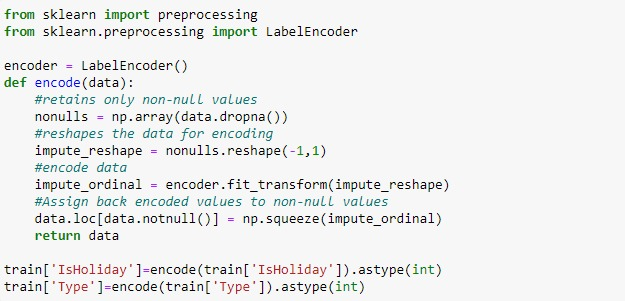 from sklearn import preprocessing
from sklearn.preprocessing import LabelEncoder

encoder = LabelEncoder()
def encode(data):
    #retains only non-null values
    nonulls = np.array(data.dropna())
    #reshapes the data for encoding
    impute_reshape = nonulls.reshape(-1,1)
    #encode data
    impute_ordinal = encoder.fit_transform(impute_reshape)
    #Assign back encoded values to non-null values
    data.loc[data.notnull()] = np.squeeze(impute_ordinal)
    return data

train['IsHoliday']=encode(train['IsHoliday']).astype(int)
train['Type']=encode(train['Type']).astype(int)